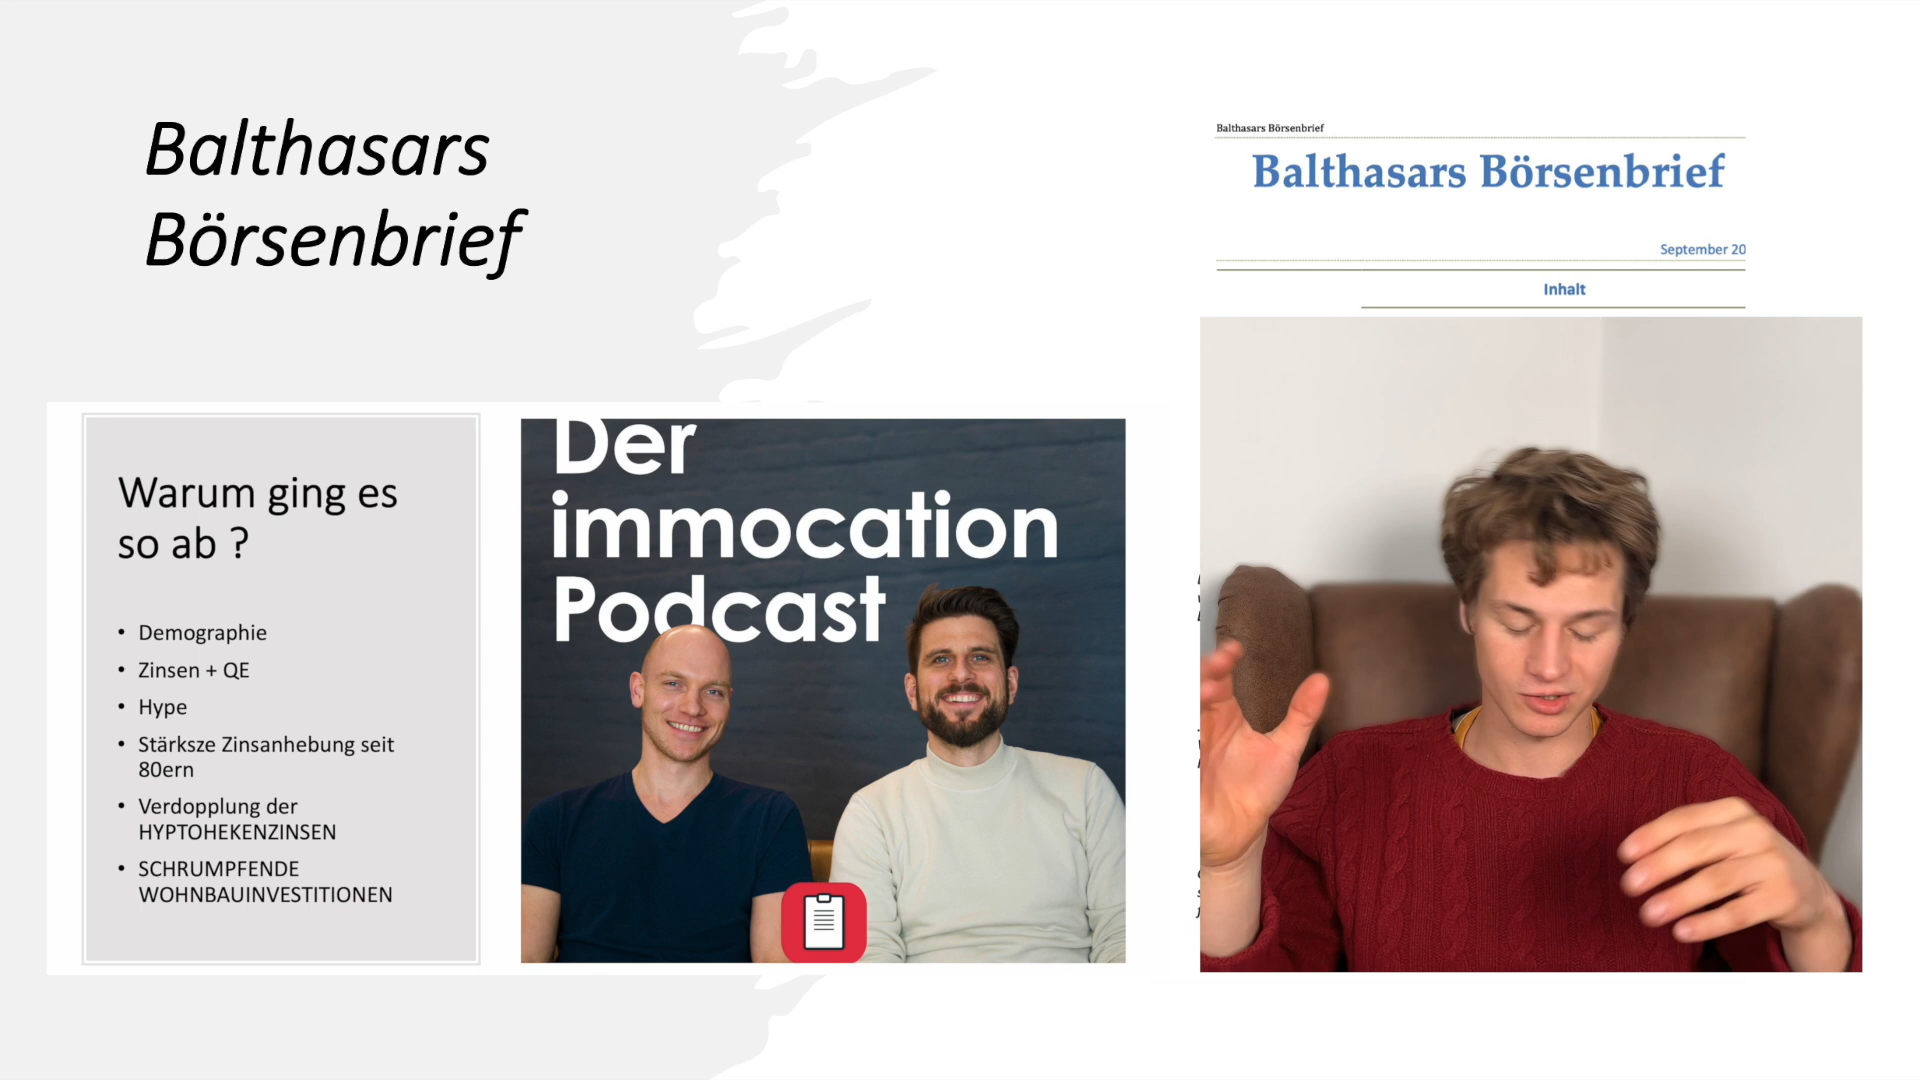 Balthasars
Börsenbrief
Warum ging es
so ab ?
• Demographie
• Zinsen + QE
• Hype
• Stärksze Zinsanhebung seit
80ern
• Verdopplung der
HYPTOHEKENZINSEN
• SCHRUMPFENDE
WOHNBAUINVESTITIONEN
Der
immocation
Podcast
Balthasars Börsenbrief
Balthasars Börsenbrief
September 20
Inhalt